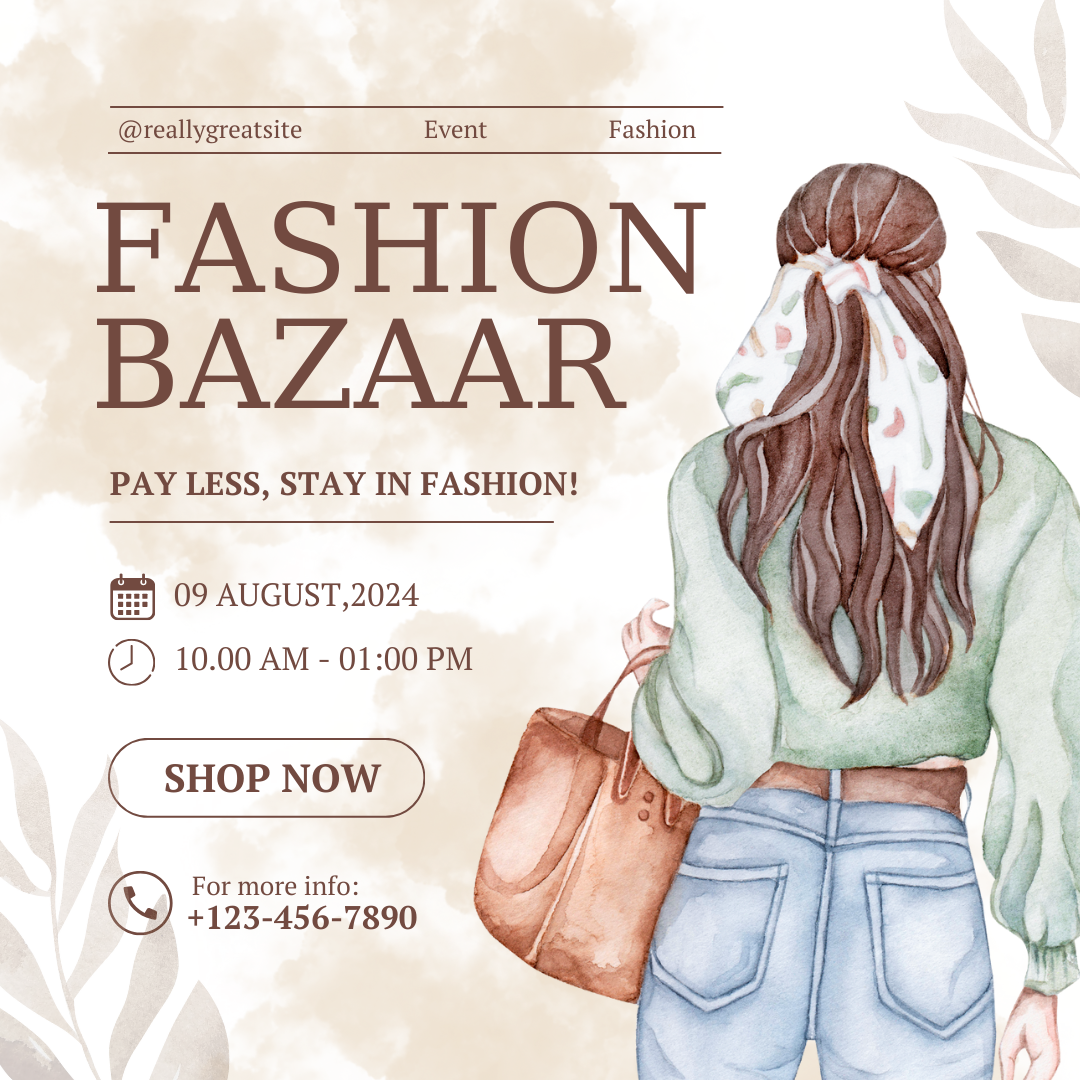 @reallygreatsite Event Fashion
FASHION
BAZAAR
PAY LESS, STAY IN FASHION!
09 AUGUST,2024
10.00 AM - 01:00 PM
SHOP NOW
For more info:
+123-456-7890